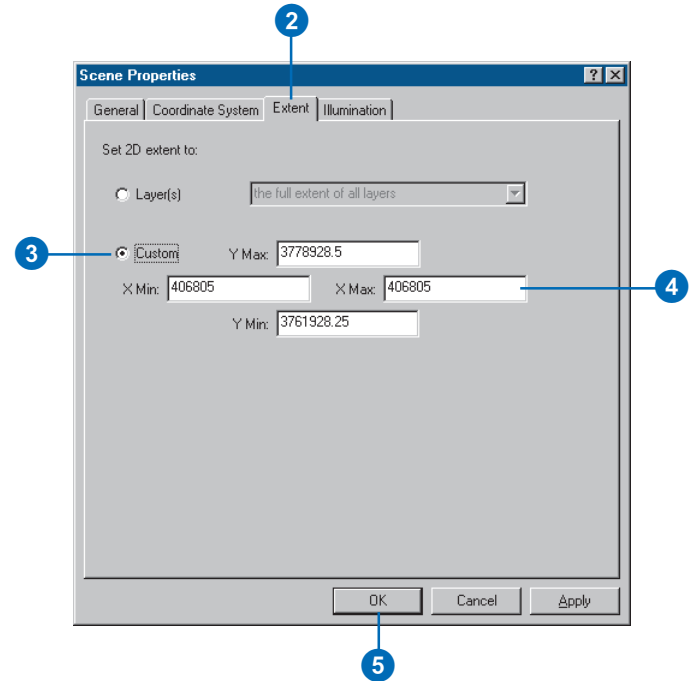 2
Scene Properties
? X
General Coordinate System Extent Illumination
Set 2D extent to:
Layer(s) the full extent of all layers
3 Custom Y Max: 3778928.5
X Min: 406805 X Max: 406805 4
Y Min: 3761928.25
OK Cancel Apply
5